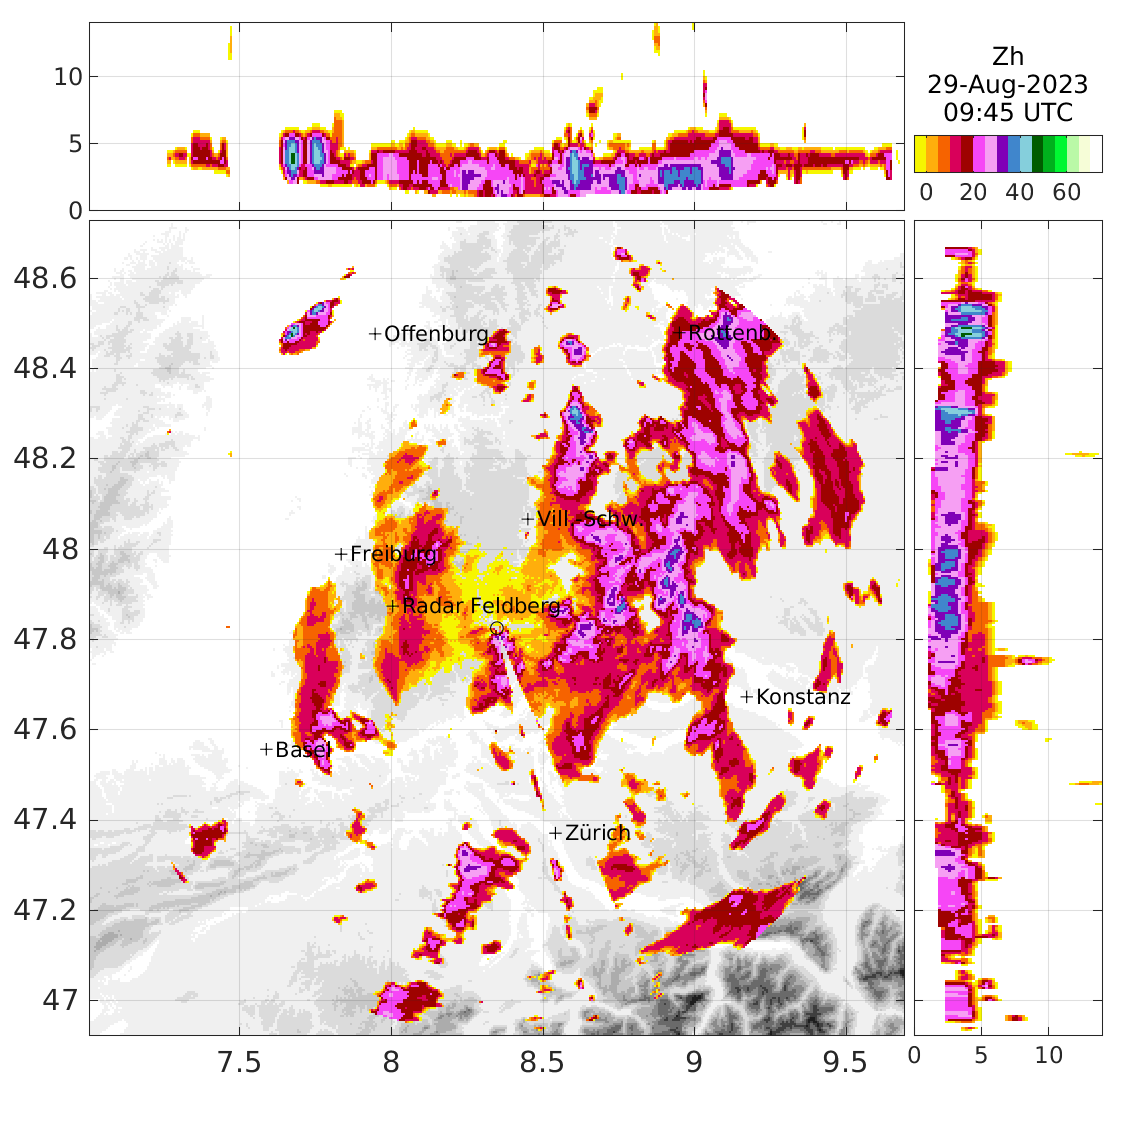 Zh
29-Aug-2023
09:45 UTC
0 20 40 60
10
5
0
48.6
48.4
48.2
48
47.8
47.6
47.4
47.2
47
+Offenburg
+Rottenb.
+Vill.-Schw.
+Freiburg
+Radar Feldberg
+Konstanz
+Basel
+Zürich
7.5 8 8.5 9 9.5
0 5 10